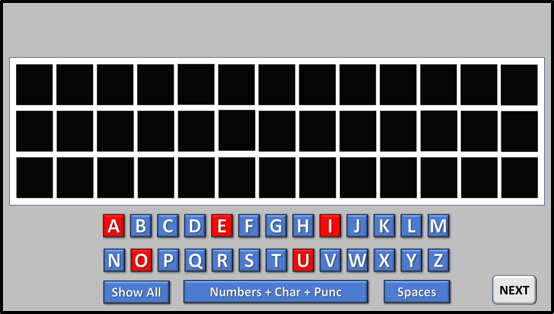 A B C D E F G H I J K L M
N O P Q R S T U V W X Y Z
Show All Numbers + Char + Punc Spaces
NEXT